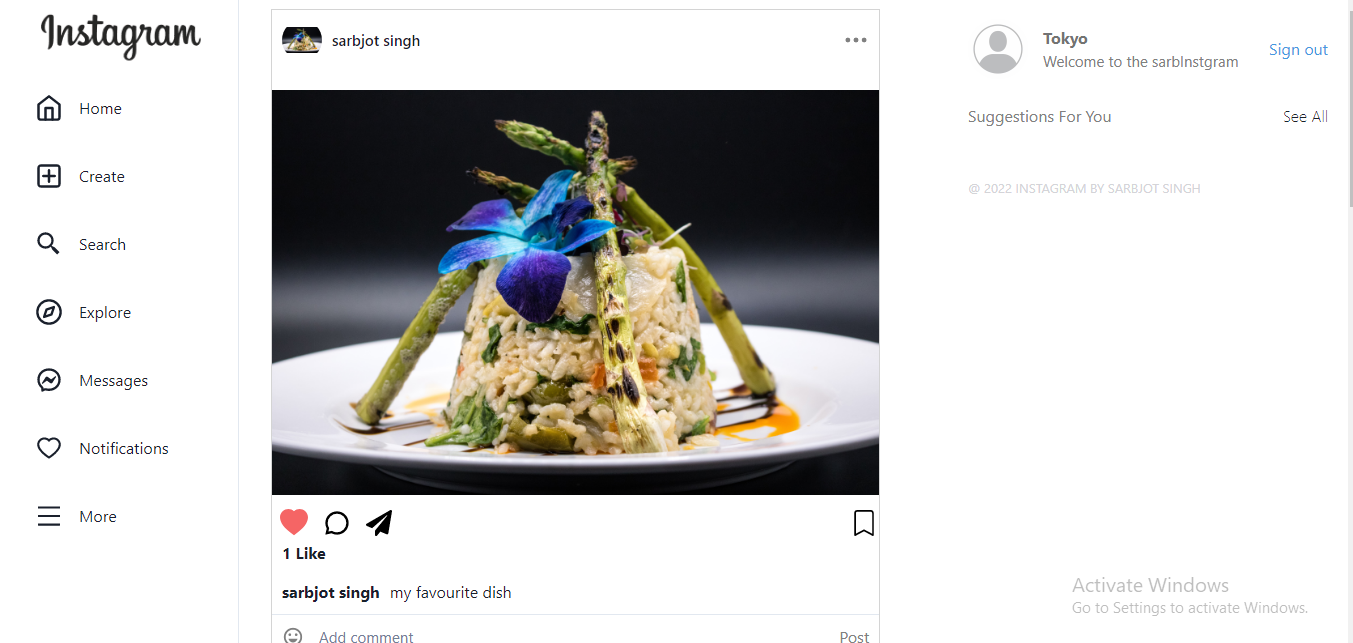 Instagram
Home
Create
Search
Explore
Messages
Notifications
More
sarbjot singh
1 Like
sarbjot singh my favourite dish
Add comment
Post
Tokyo
Welcome to the sarbInstgram
Sign out
Suggestions For You
See All
@ 2022 INSTAGRAM BY SARBJOT SINGH
Activate Windows
Go to Settings to activate Windows.